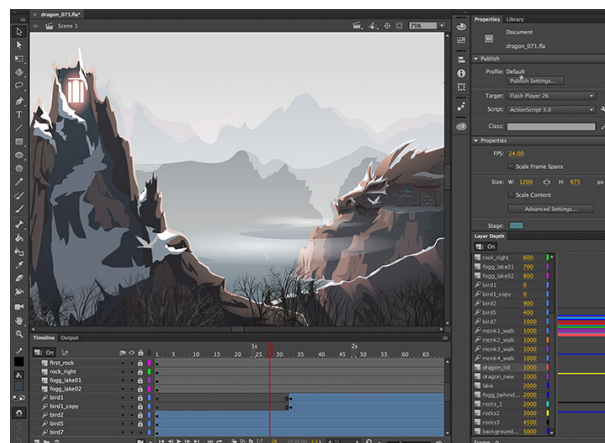 dragon_071.fla*
Scene 1
75%
Properties
Library
Document
dragon_071.fla
Publish
Profile: Default
Publish Settings...
Target: Flash Player 26
Script: ActionScript 3.0
Class:
Properties
FPS: 24.00
Scale Frame Spans
Size: W: 1200 H: 675 px
Scale Content
Advanced Settings...
Stage:
Layer Depth
On
rock_right 600
fogg_lake01 700
fogg_lake02 800
bird1 0
bird1_copy 0
bird2 900
bird5 400
bird7 1000
monk1_walk 1000
monk2_walk 1000
monk3_walk 1000
monk4_walk 1000
dragon_lid 1000
dragon_new 1000
lake 2000
fogg_behind... 2000
rocks_1 2000
rocks2 3000
rocks3 4500
background... 5000
Timeline
Output
On
1s 2s
1 5 10 15 20 25 30 35 40 45 50 55 60 65
first_rock
rock_right
fogg_lake01
fogg_lake02
bird1
bird1_copy
bird2
bird5
bird7